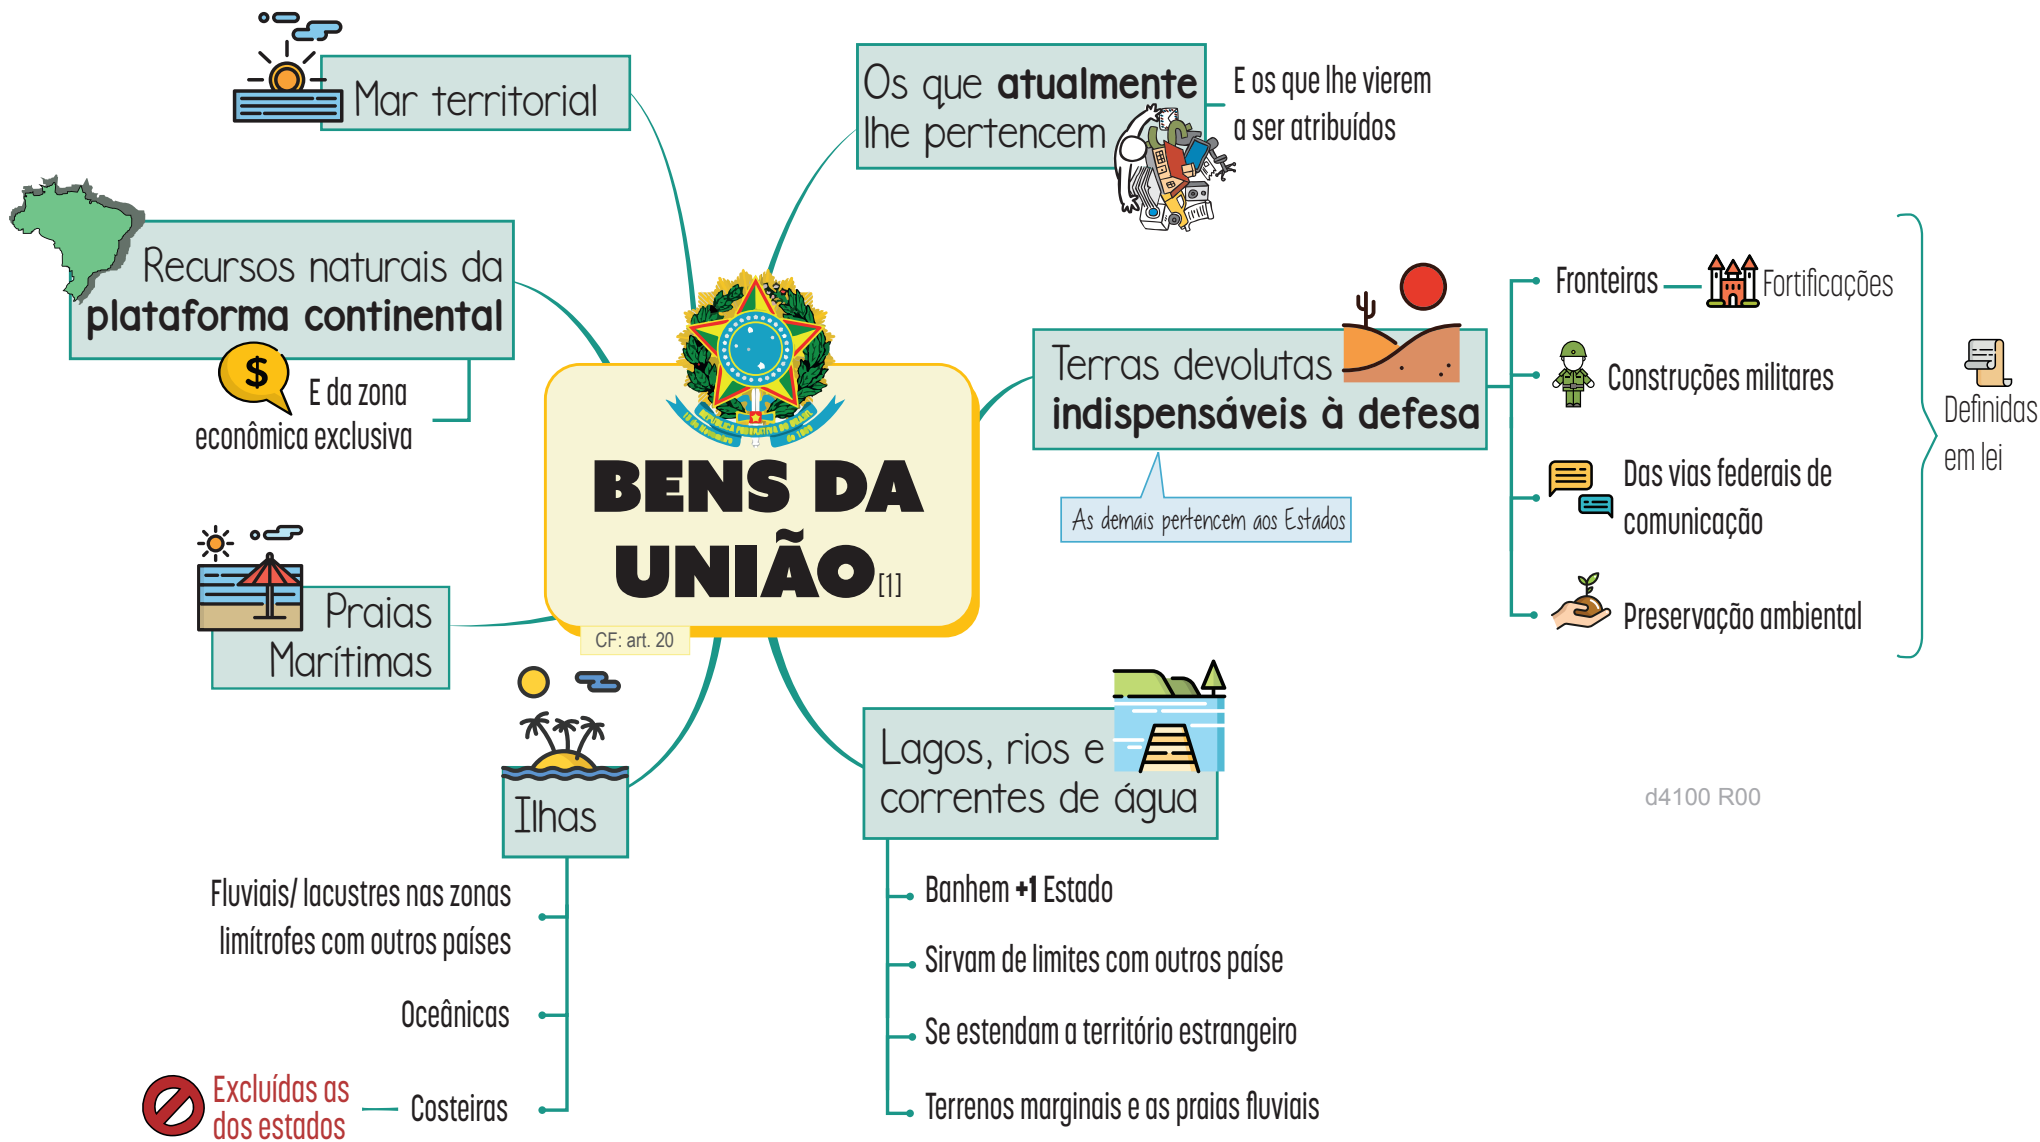 Mar territorial
Os que atualmente
lhe pertencem
E os que lhe vierem
a ser atribuídos
Recursos naturais da
plataforma continental
$
E da zona
econômica exclusiva
BENS DA
UNIÃO[1]
CF: art. 20
Terras devolutas
indispensáveis à defesa
As demais pertencem aos Estados
Fronteiras
Fortificações
Construções militares
Das vias federais de
comunicação
Preservação ambiental
Definidas
em lei
Praias
Marítimas
Ilhas
Fluviais/ lacustres nas zonas
limítrofes com outros países
Oceânicas
Costeiras
Excluídas as
dos estados
Lagos, rios e
correntes de água
Banhem +1 Estado
Sirvam de limites com outros paíse
Se estendam a território estrangeiro
Terrenos marginais e as praias fluviais
d4100 R00